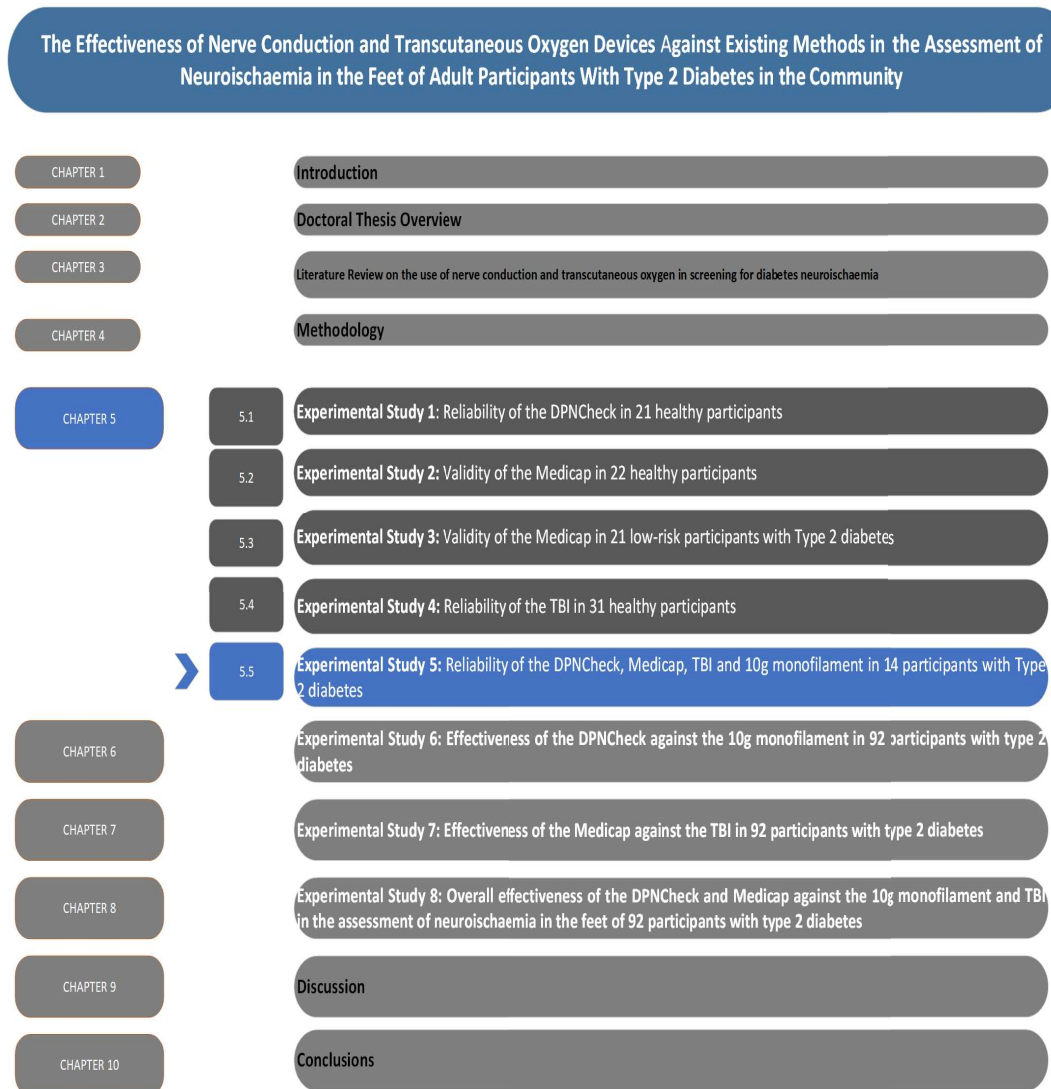 The Effectiveness of Nerve Conduction and Transcutaneous Oxygen Devices Against Existing Methods in the Assessment of
Neuroischaemia in the Feet of Adult Participants With Type 2 Diabetes in the Community
CHAPTER 1
Introduction
CHAPTER 2
Doctoral Thesis Overview
CHAPTER 3
Literature Review on the use of nerve conduction and transcutaneous oxygen in screening for diabetes neuroischaemia
CHAPTER 4
Methodology
CHAPTER 5
5.1
Experimental Study 1: Reliability of the DPNCheck in 21 healthy participants
5.2
Experimental Study 2: Validity of the Medicap in 22 healthy participants
5.3
Experimental Study 3: Validity of the Medicap in 21 low-risk participants with Type 2 diabetes
5.4
Experimental Study 4: Reliability of the TBI in 31 healthy participants
5.5
Experimental Study 5: Reliability of the DPNCheck, Medicap, TBI and 10g monofilament in 14 participants with Type
2 diabetes
CHAPTER 6
Experimental Study 6: Effectiveness of the DPNCheck against the 10g monofilament in 92 participants with type 2
diabetes
CHAPTER 7
Experimental Study 7: Effectiveness of the Medicap against the TBI in 92 participants with type 2 diabetes
CHAPTER 8
Experimental Study 8: Overall effectiveness of the DPNCheck and Medicap against the 10g monofilament and TBI
in the assessment of neuroischaemia in the feet of 92 participants with type 2 diabetes
CHAPTER 9
Discussion
CHAPTER 10
Conclusions